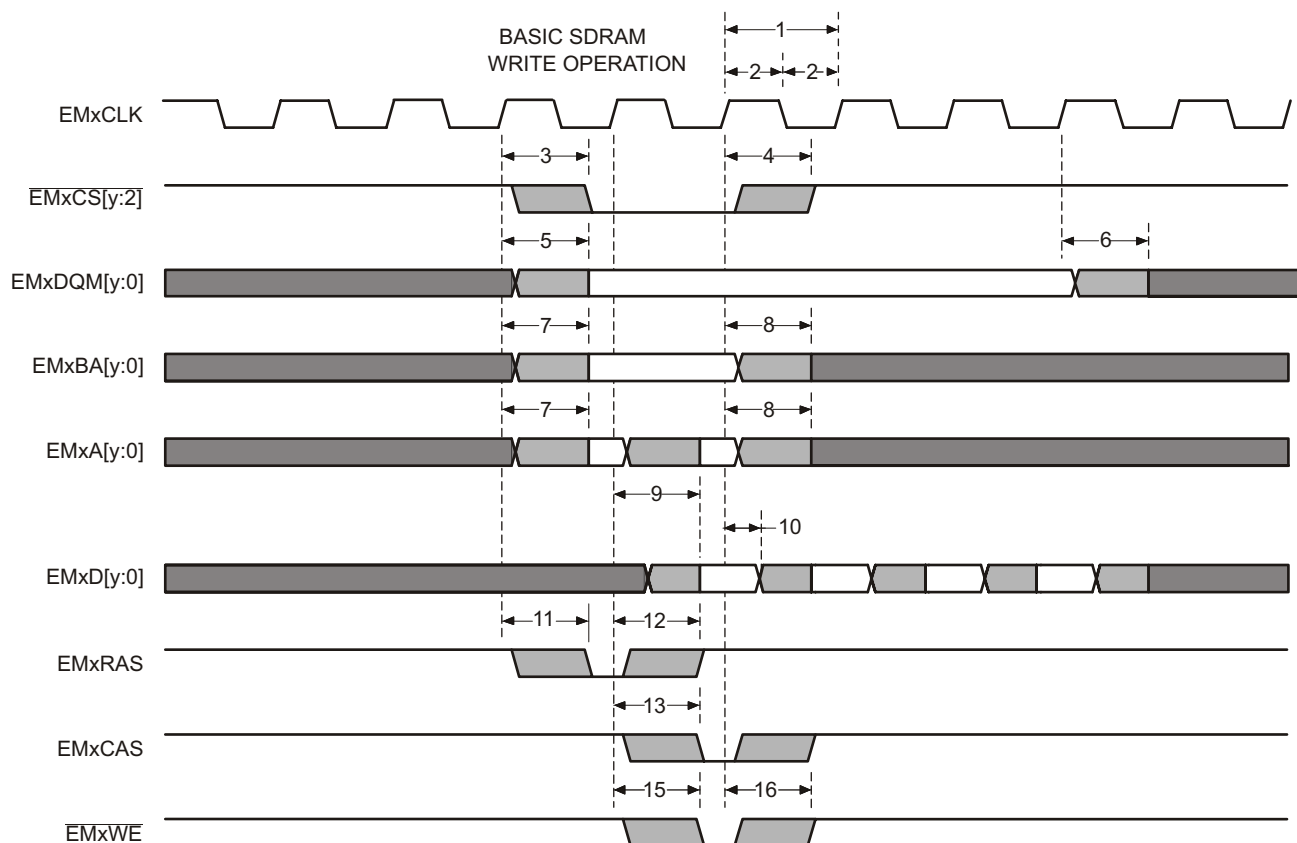 1
BASIC SDRAM
WRITE OPERATION
2 2
EMxCLK
3 4
EMxCS[y:2]
5 6
EMxDQM[y:0]
7 8
EMxBA[y:0]
7 8
EMxA[y:0]
9
10
EMxD[y:0]
11 12
EMxRAS
13
EMxCAS
15 16
EMxWE